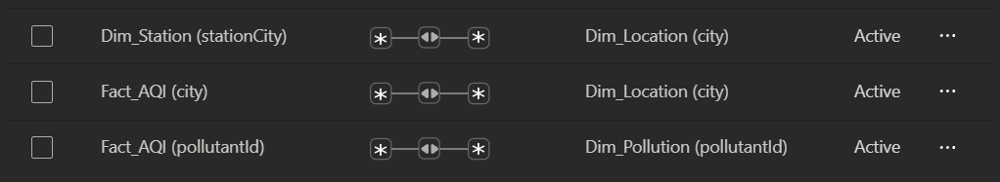 Dim_Station (stationCity) * * Dim_Location (city) Active ...
Fact_AQI (city) * * Dim_Location (city) Active ...
Fact_AQI (pollutantId) * * Dim_Pollution (pollutantId) Active ...